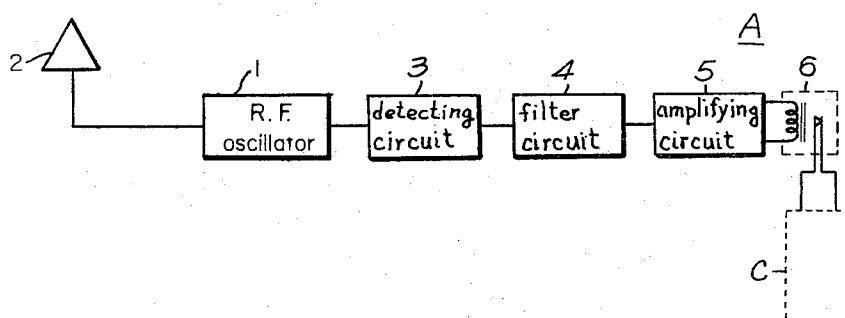 A
2
1
3
4
5
6
R. F. oscillator
detecting circuit
filter circuit
amplifying circuit
C